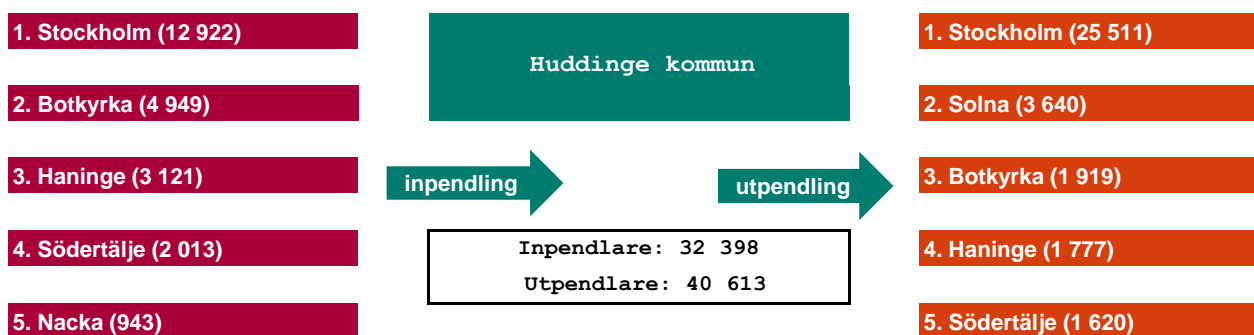 1. Stockholm (12 922)
2. Botkyrka (4 949)
3. Haninge (3 121)
4. Södertälje (2 013)
5. Nacka (943)
Huddinge kommun
inpendling
utpendling
Inpendlare: 32 398
Utpendlare: 40 613
1. Stockholm (25 511)
2. Solna (3 640)
3. Botkyrka (1 919)
4. Haninge (1 777)
5. Södertälje (1 620)